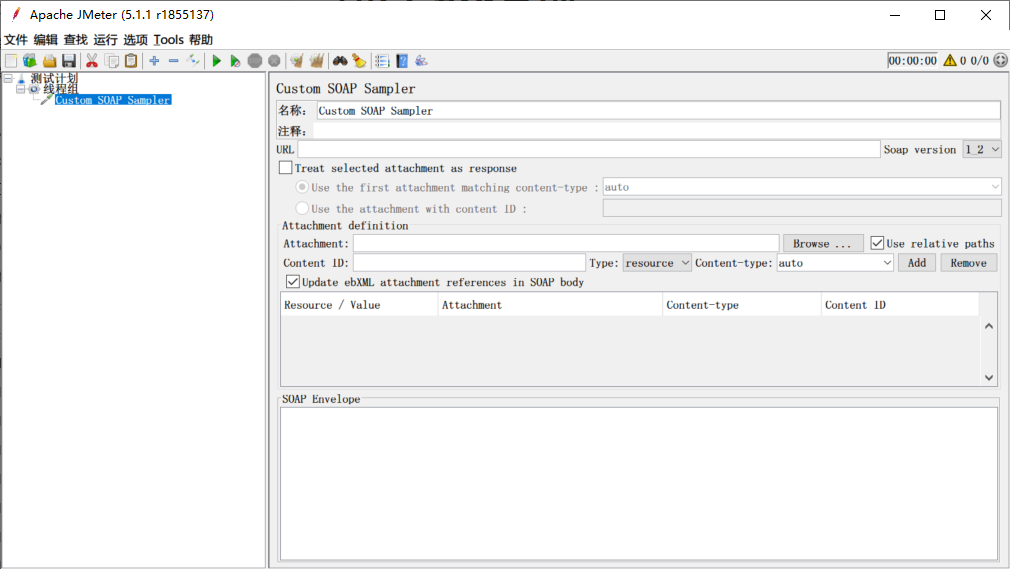 Apache JMeter (5.1.1 r1855137)
文件 编辑 查找 运行 选项 Tools 帮助
00:00:00 0 0/0
测试计划
线程组
Custom SOAP Sampler
Custom SOAP Sampler
名称: Custom SOAP Sampler
注释:
URL Soap version 1_2
Treat selected attachment as response
Use the first attachment matching content-type : auto
Use the attachment with content ID :
Attachment definition
Attachment: Browse ... Use relative paths
Content ID: Type: resource Content-type: auto Add Remove
Update ebXML attachment references in SOAP body
Resource / Value Attachment Content-type Content ID
SOAP Envelope